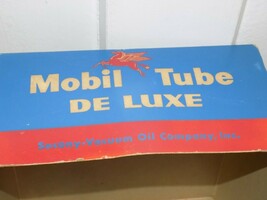 Mobil Tube
DE LUXE
Socony-Vacuum Oil Company, Inc.